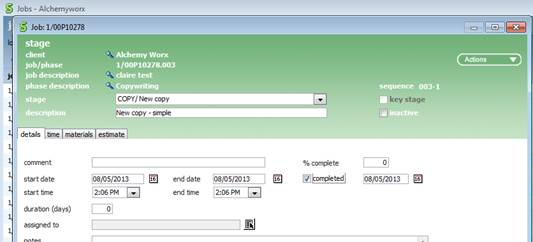 Jobs - Alchemyworx
Job: 1/00P10278
stage
client Alchemy Worx
job/phase 1/00P10278.003 Actions
job description claire test
phase description Copywriting sequence 003-1
stage COPY/ New copy key stage
description New copy - simple inactive
details time materials estimate
comment % complete 0
start date 08/05/2013 16 end date 08/05/2013 16 completed 08/05/2013 16
start time 2:06 PM end time 2:06 PM
duration (days) 0
assigned to
notes